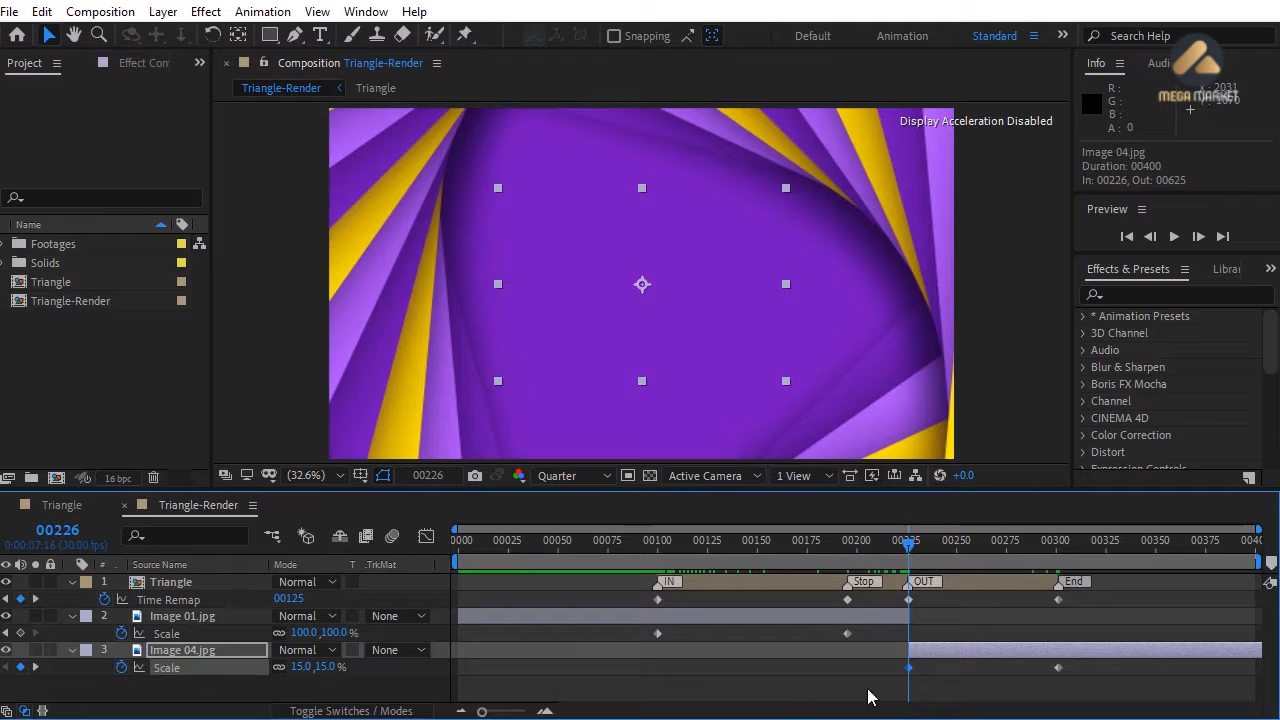 File Edit Composition Layer Effect Animation View Window Help
Snapping Default Animation Standard Search Help
Project Effect Con Composition Triangle-Render Info Audi
MEGA MARKET
Triangle-Render Triangle
R :
G :
B :
A : 0
Display Acceleration Disabled
Image 04.jpg
Duration: 00400
In: 00226, Out: 00625
Preview
Name
Footages
Solids
Triangle
Triangle-Render
Effects & Presets Librai
* Animation Presets
3D Channel
Audio
Blur & Sharpen
Boris FX Mocha
Channel
CINEMA 4D
Color Correction
Distort
Expression Controls
16 bpc (32.6%) 00226 Quarter Active Camera 1 View +0.0
Triangle × Triangle-Render
00226
0:00:07:16 (30.00 fps)
0000 00025 00050 00075 00100 00125 00150 00175 00200 00225 00250 00275 00300 00325 00350 00375 0040
# Source Name Mode T .TrkMat
1 Triangle Normal IN Stop OUT End
Time Remap 00125
2 Image 01.jpg Normal None
Scale 100.0,100.0 %
3 Image 04.jpg Normal None
Scale 15.0,15.0 %
Toggle Switches / Modes